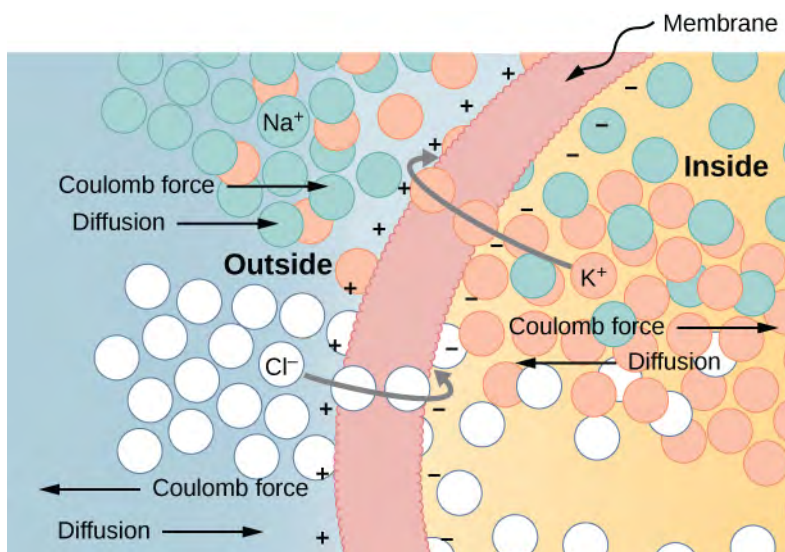 Membrane
Na⁺
Inside
Coulomb force
Diffusion
Outside
K⁺
Coulomb force
Diffusion
Cl⁻
Coulomb force
Diffusion
+ + + + + + + + + +
− − − − − − − − − −